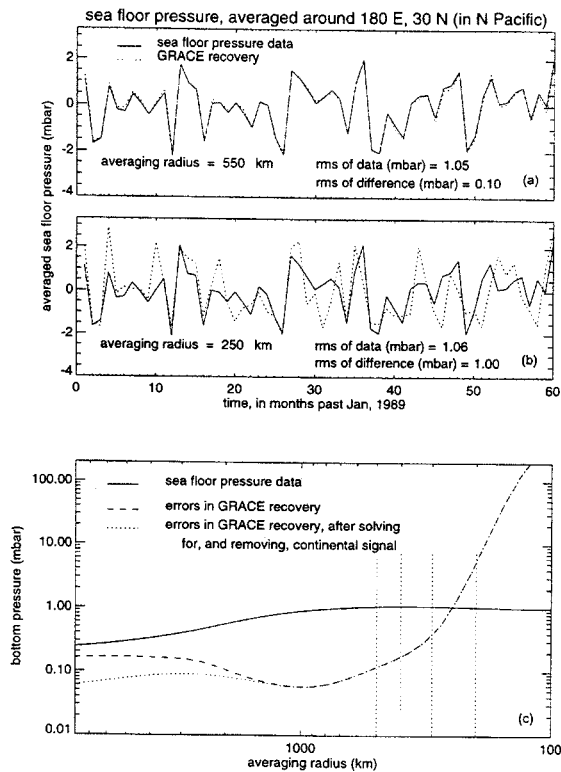 sea floor pressure, averaged around 180 E, 30 N (in N Pacific)
sea floor pressure data
GRACE recovery
2
0
-2
-4
averaging radius = 550 km
rms of data (mbar) = 1.05
rms of difference (mbar) = 0.10
(a)
averaged sea floor pressure (mbar)
2
0
-2
-4
averaging radius = 250 km
rms of data (mbar) = 1.06
rms of difference (mbar) = 1.00
(b)
0 10 20 30 40 50 60
time, in months past Jan, 1989
100.00
10.00
1.00
0.10
0.01
bottom pressure (mbar)
sea floor pressure data
errors in GRACE recovery
errors in GRACE recovery, after solving
for, and removing, continental signal
(c)
1000 100
averaging radius (km)